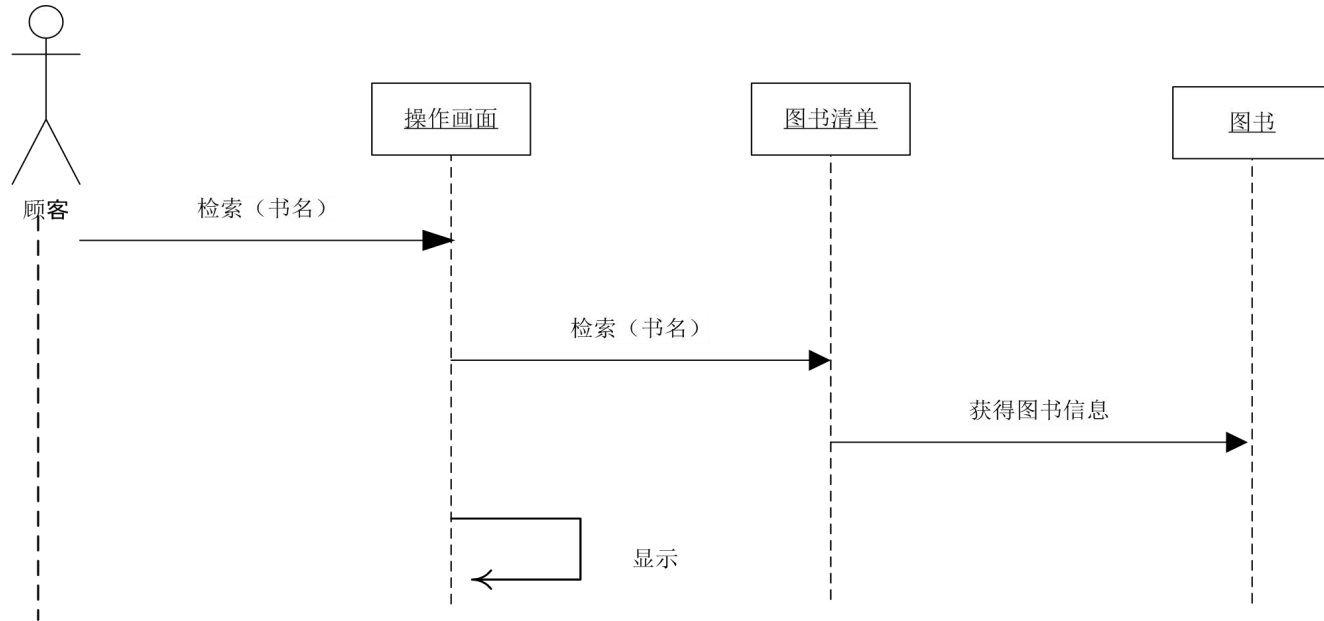 操作画面
图书清单
图书
顾客
检索（书名）
检索（书名）
获得图书信息
显示